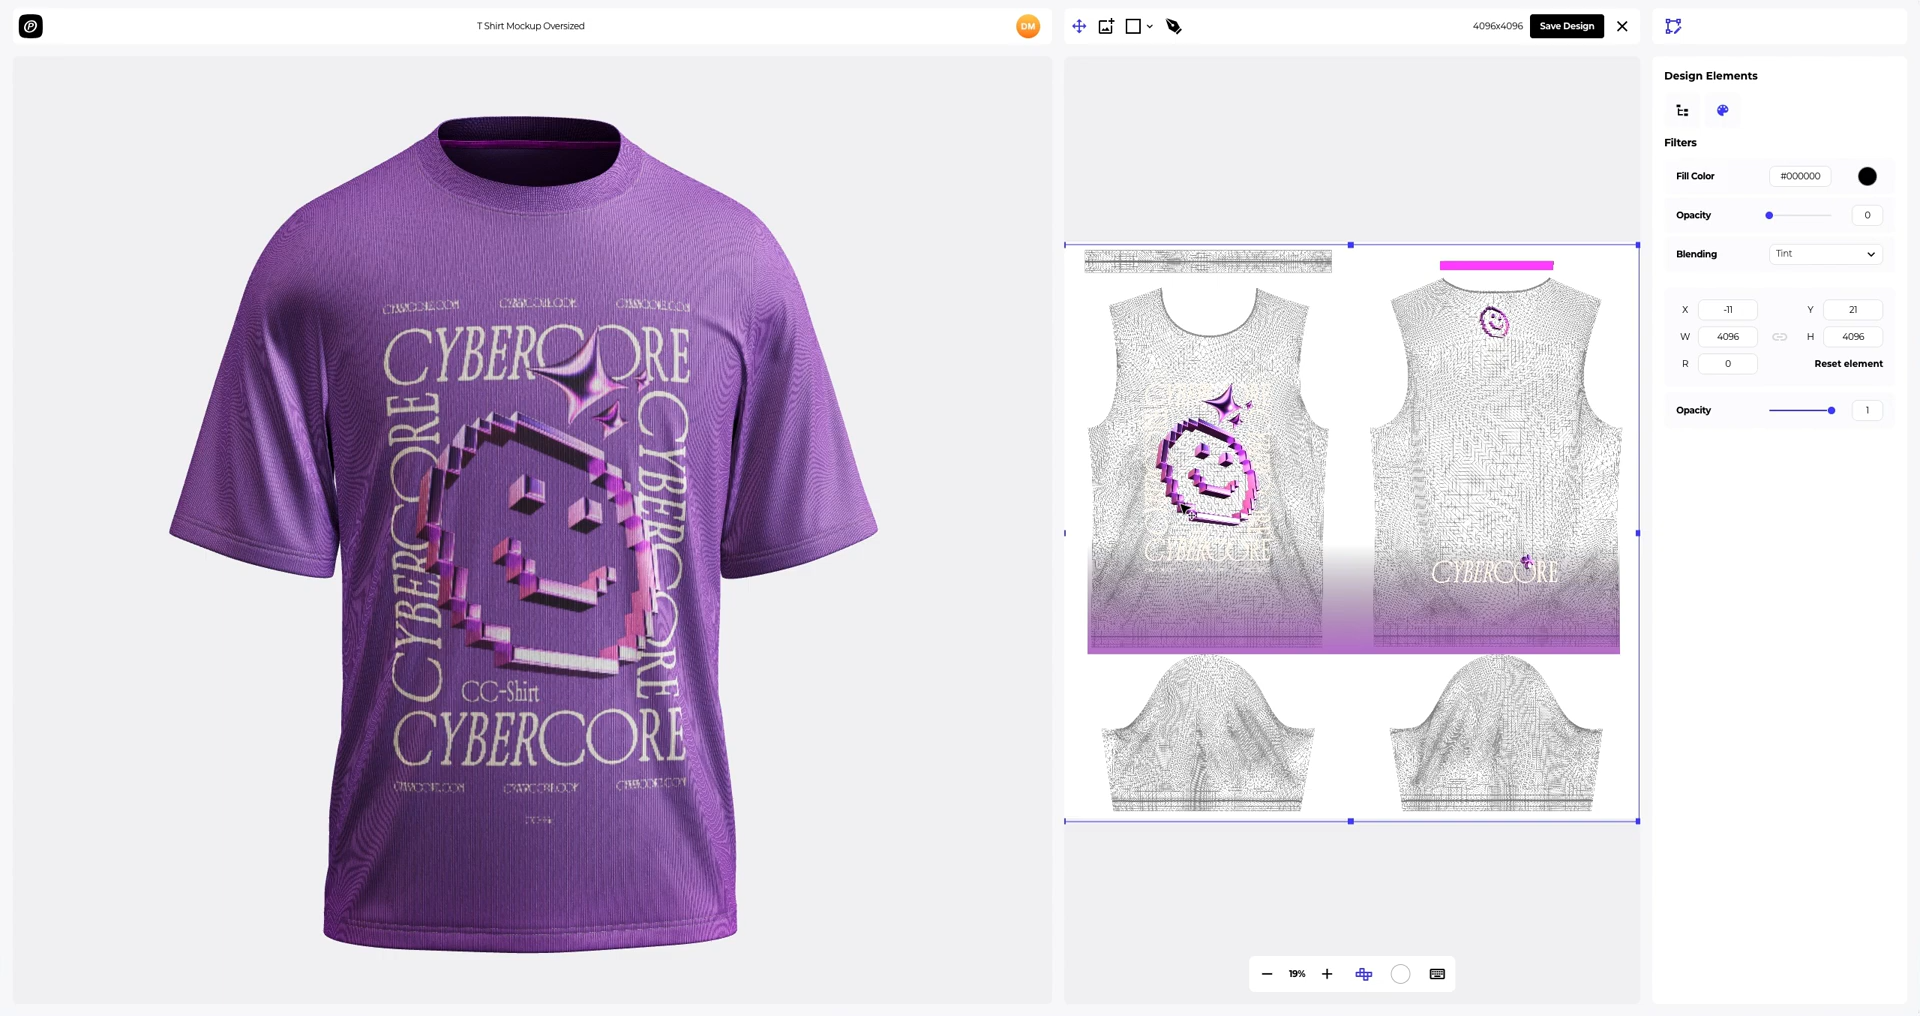 T Shirt Mockup Oversized
DM
4096x4096
Save Design
CYBERCORE
CYBERCORE
CYBERCORE
CC-Shirt
CYBERCORE
CYBERCORE
CYBERCORE
19%
Design Elements
Filters
Fill Color
#000000
Opacity
0
Blending
Tint
X
-11
Y
21
W
4096
H
4096
R
0
Reset element
Opacity
1